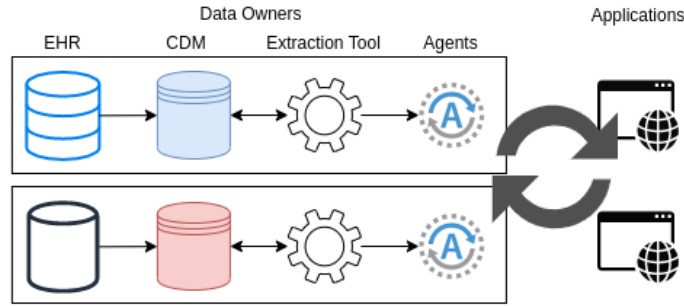 Data Owners
Applications
EHR
CDM
Extraction Tool
Agents
A
A